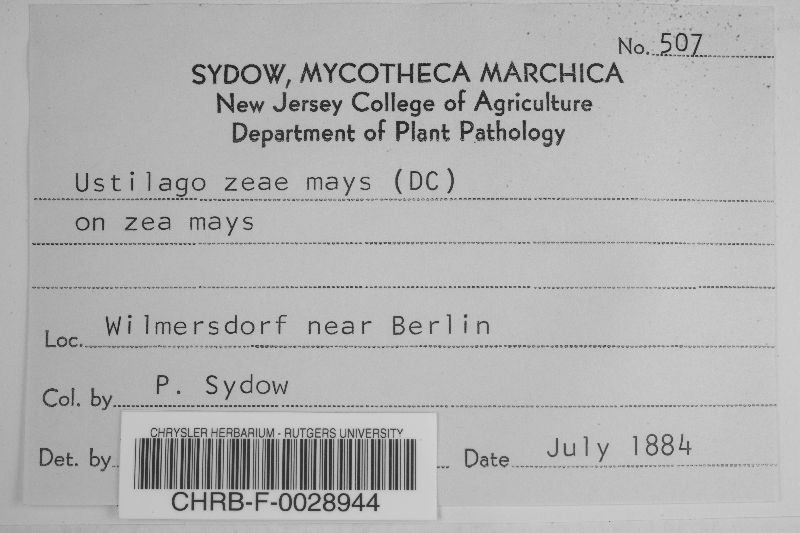 No. 507
SYDOW, MYCOTHECA MARCHICA
New Jersey College of Agriculture
Department of Plant Pathology
Ustilago zeae mays (DC)
on zea mays
Loc. Wilmersdorf near Berlin
Col. by P. Sydow
Det. by Date July 1884
CHRYSLER HERBARIUM - RUTGERS UNIVERSITY
CHRB-F-0028944